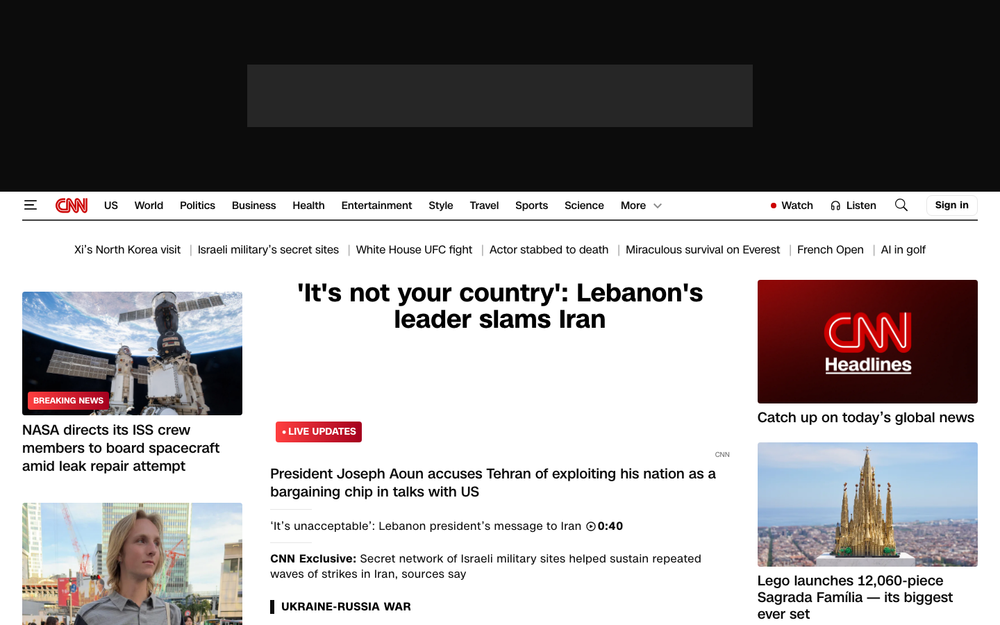 CNN
US
World
Politics
Business
Health
Entertainment
Style
Travel
Sports
Science
More
Watch
Listen
Sign in
Xi’s North Korea visit
Israeli military’s secret sites
White House UFC fight
Actor stabbed to death
Miraculous survival on Everest
French Open
AI in golf
BREAKING NEWS
NASA directs its ISS crew
members to board spacecraft
amid leak repair attempt
'It's not your country': Lebanon's
leader slams Iran
• LIVE UPDATES
CNN
President Joseph Aoun accuses Tehran of exploiting his nation as a
bargaining chip in talks with US
‘It’s unacceptable’: Lebanon president’s message to Iran 0:40
CNN Exclusive: Secret network of Israeli military sites helped sustain repeated
waves of strikes in Iran, sources say
UKRAINE-RUSSIA WAR
CNN
Headlines
Catch up on today’s global news
Lego launches 12,060-piece
Sagrada Família — its biggest
ever set